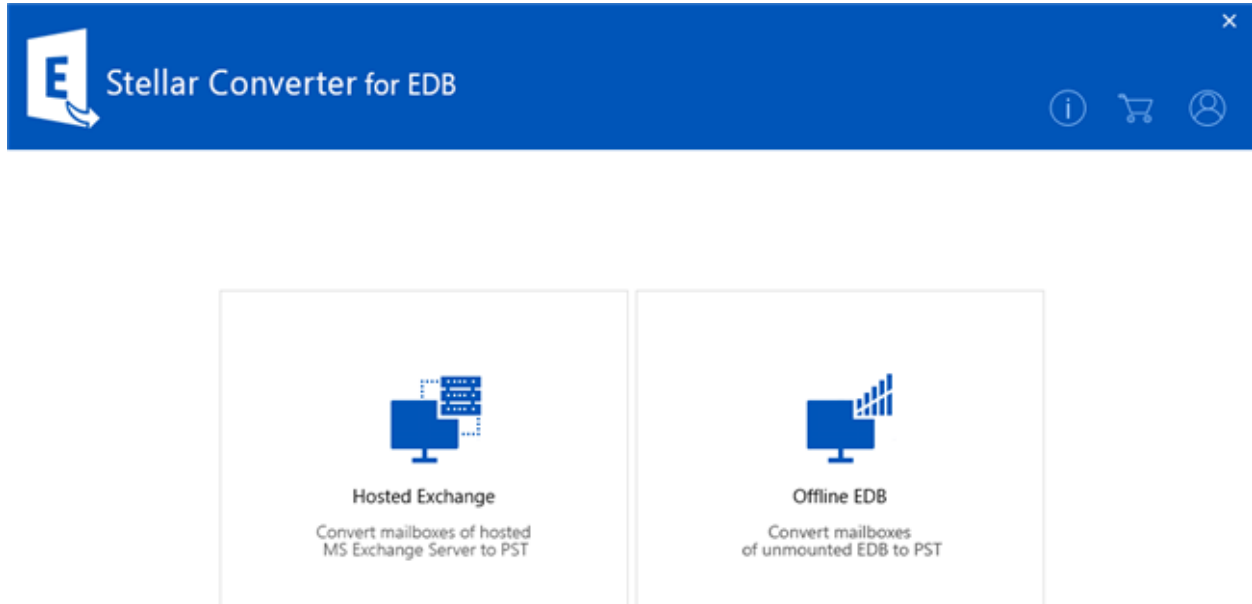 E
Stellar Converter for EDB
i
Hosted Exchange
Convert mailboxes of hosted
MS Exchange Server to PST
Offline EDB
Convert mailboxes
of unmounted EDB to PST